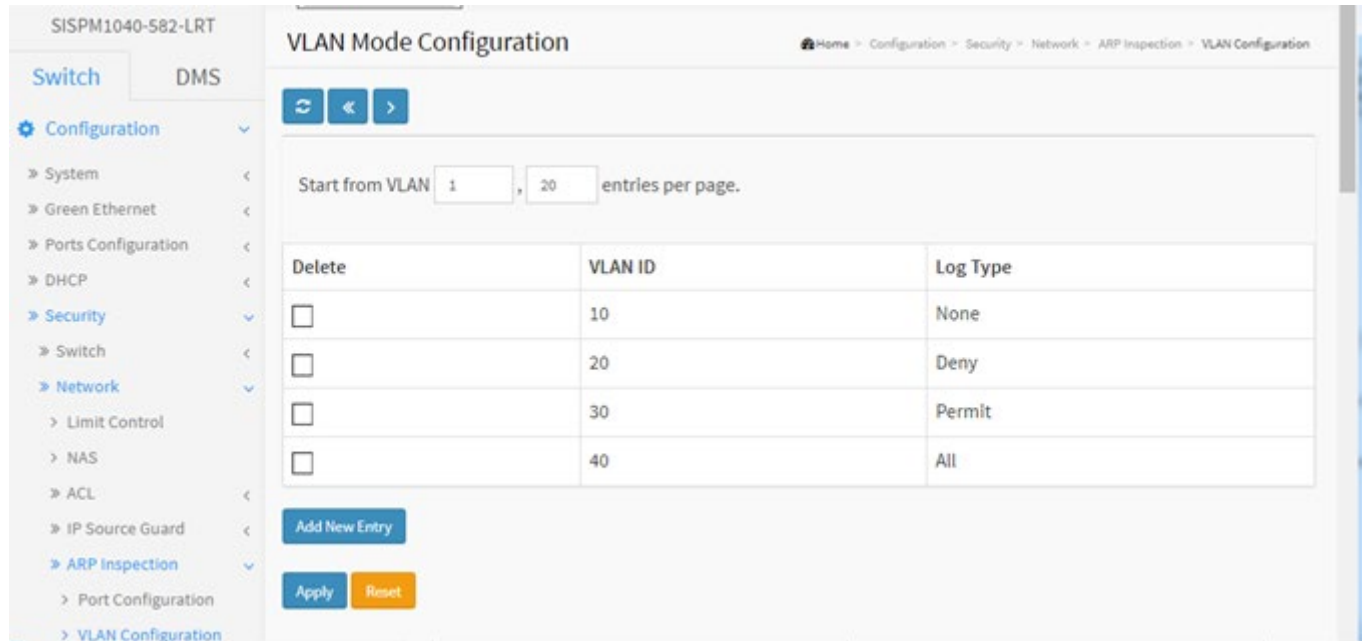 SISPM1040-582-LRT
Switch DMS
Configuration
» System
» Green Ethernet
» Ports Configuration
» DHCP
» Security
» Switch
» Network
> Limit Control
> NAS
» ACL
» IP Source Guard
» ARP Inspection
> Port Configuration
> VLAN Configuration
VLAN Mode Configuration
Home > Configuration > Security > Network > ARP Inspection > VLAN Configuration
Start from VLAN 1 , 20 entries per page.
Delete VLAN ID Log Type
10 None
20 Deny
30 Permit
40 All
Add New Entry
Apply Reset